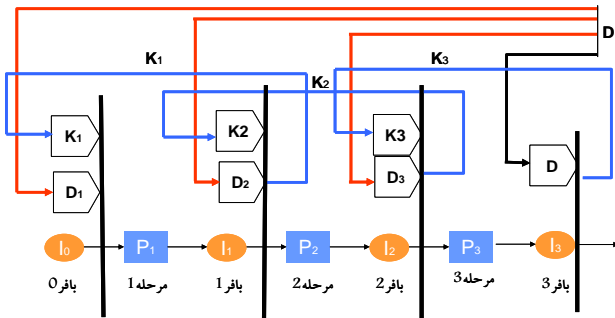 D
K₁
K₂
K₃
K₁
K2
K3
D₁
D₂
D₃
D
I₀
P₁
I₁
P₂
I₂
P₃
I₃
بافر0
مرحله1
بافر1
مرحله2
بافر2
مرحله3
بافر3